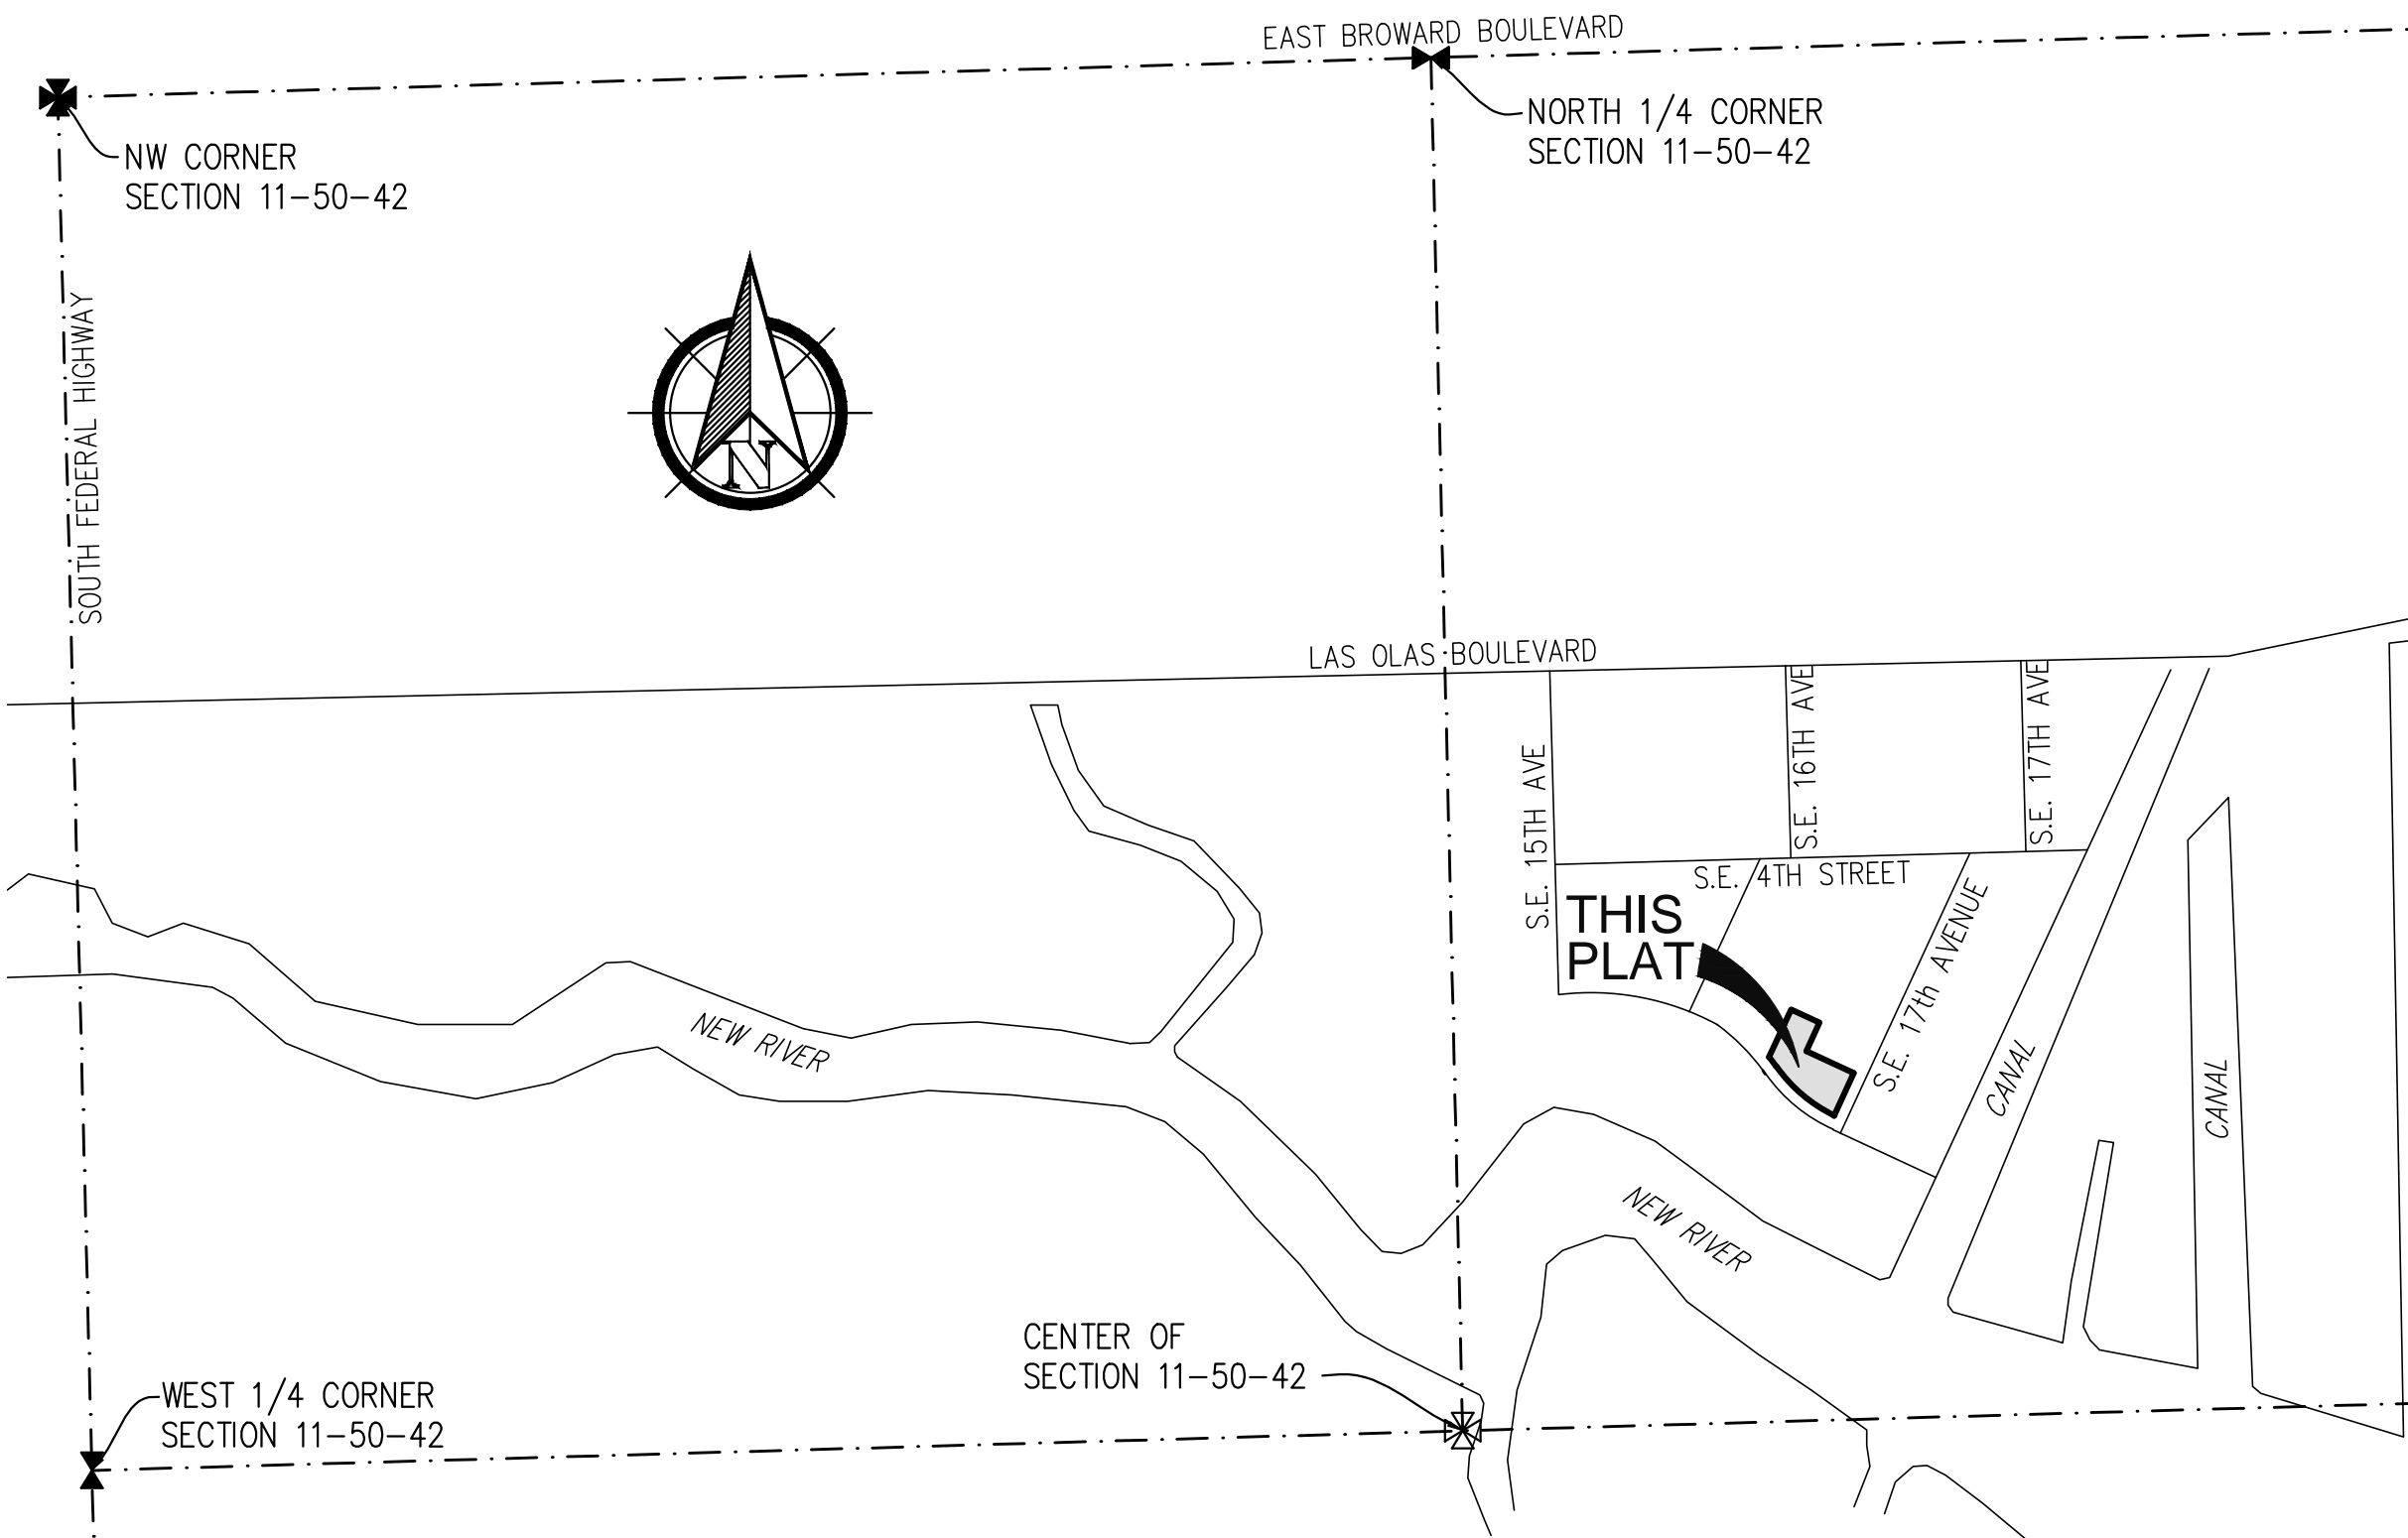 EAST BROWARD BOULEVARD
NW CORNER
SECTION 11-50-42
NORTH 1/4 CORNER
SECTION 11-50-42
SOUTH FEDERAL HIGHWAY
N
LAS OLAS BOULEVARD
S.E. 15TH AVE
S.E. 16TH AVE
S.E. 17TH AVE
S.E. 4TH STREET
THIS
PLAT
S.E. 17th AVENUE
NEW RIVER
CANAL
CANAL
NEW RIVER
CENTER OF
SECTION 11-50-42
WEST 1/4 CORNER
SECTION 11-50-42